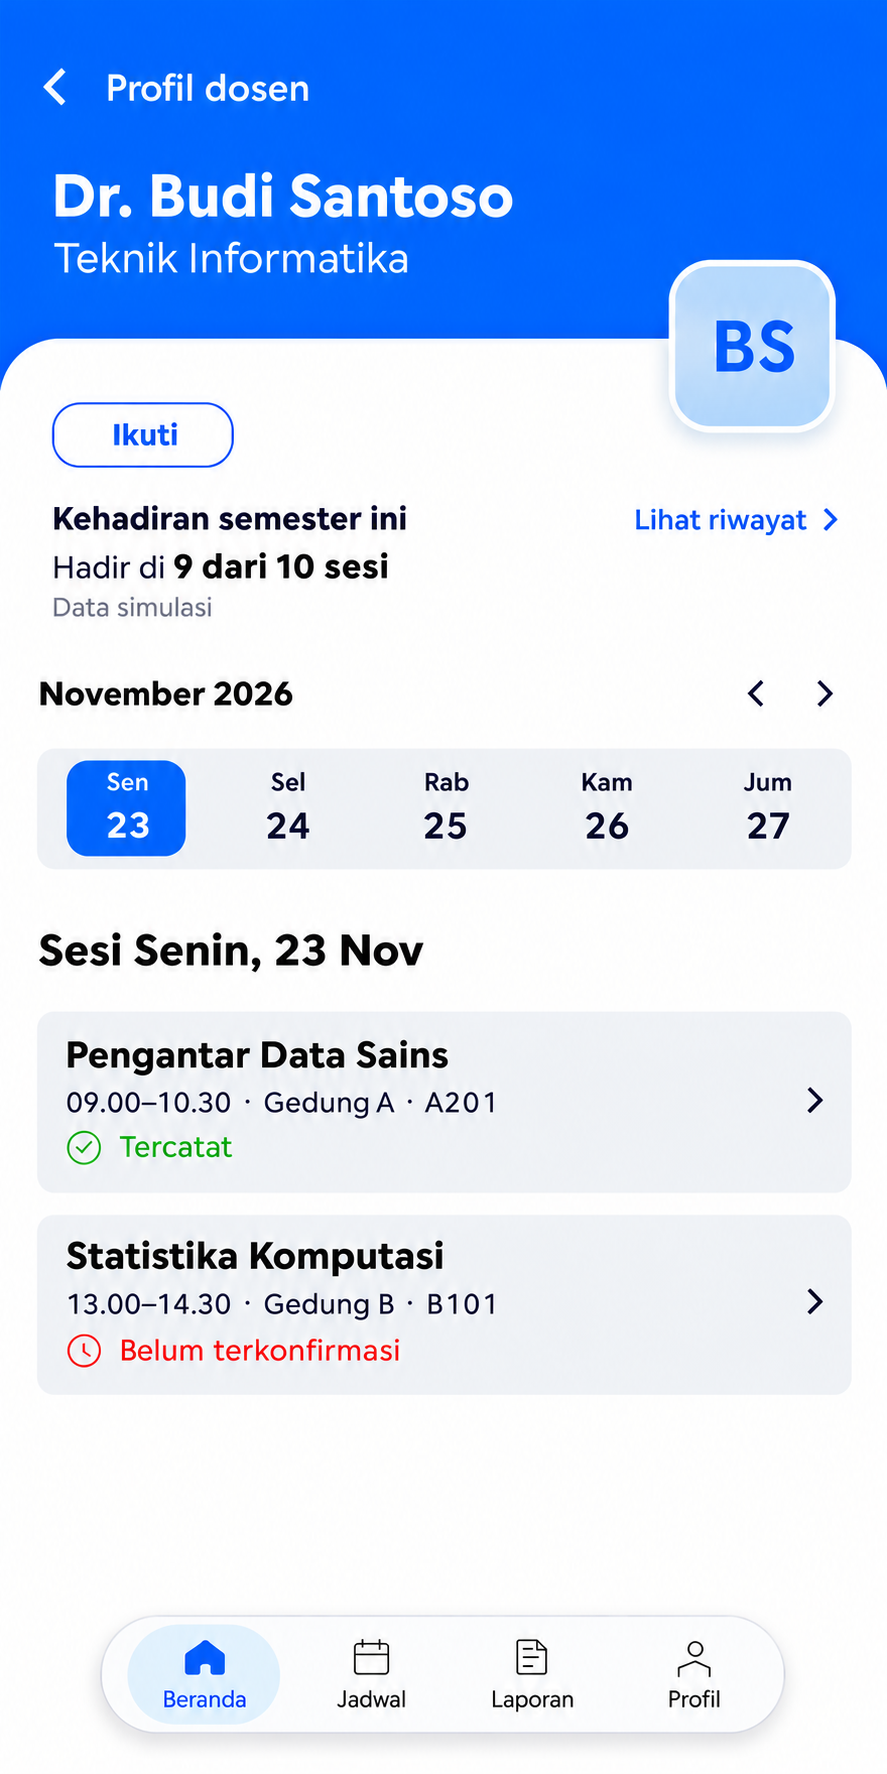 Profil dosen
Dr. Budi Santoso
Teknik Informatika
BS
Ikuti
Kehadiran semester ini
Lihat riwayat
Hadir di 9 dari 10 sesi
Data simulasi
November 2026
Sen Sel Rab Kam Jum
23 24 25 26 27
Sesi Senin, 23 Nov
Pengantar Data Sains
09.00–10.30 · Gedung A · A201
Tercatat
Statistika Komputasi
13.00–14.30 · Gedung B · B101
Belum terkonfirmasi
Beranda Jadwal Laporan Profil